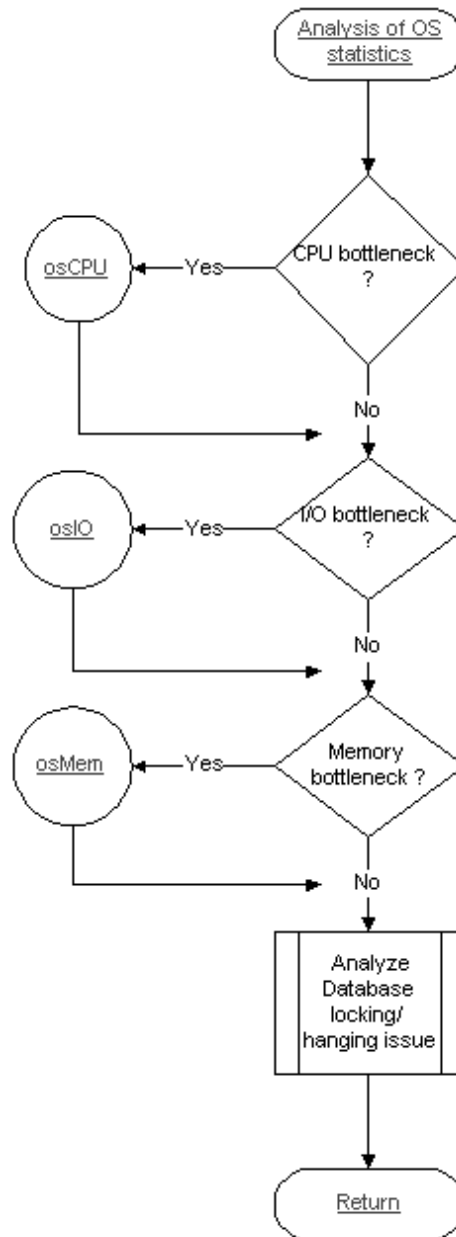 Analysis of OS
statistics
CPU bottleneck
?
Yes
osCPU
No
I/O bottleneck
?
Yes
osIO
No
Memory
bottleneck ?
Yes
osMem
No
Analyze
Database
locking/
hanging issue
Return